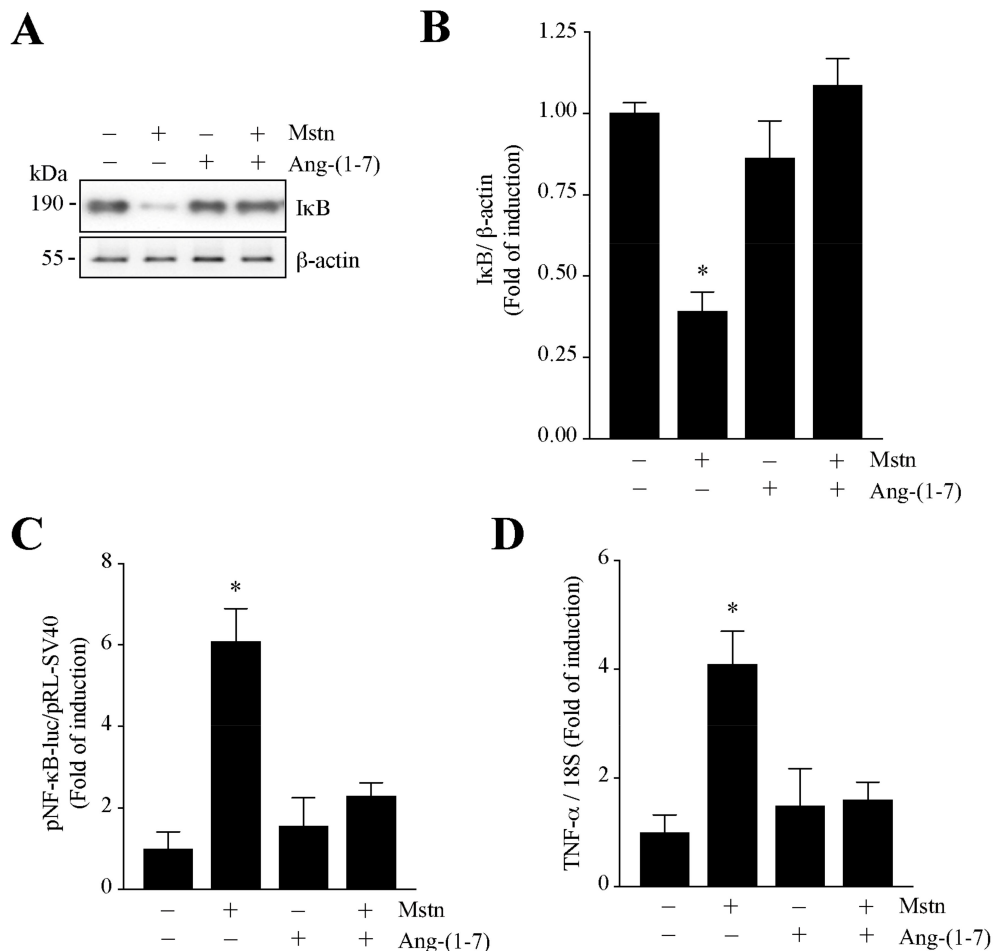 A
− + − + Mstn
− − + + Ang-(1-7)
kDa
190 - IκB
55 - β-actin
B
IκB/ β-actin
(Fold of induction)
1.25
1.00
0.75
0.50
0.25
0.00
*
− + − + Mstn
− − + + Ang-(1-7)
C
pNF-κB-luc/pRL-SV40
(Fold of induction)
8
6
4
2
0
*
− + − + Mstn
− − + + Ang-(1-7)
D
TNF-α / 18S (Fold of induction)
6
4
2
0
*
− + − + Mstn
− − + + Ang-(1-7)